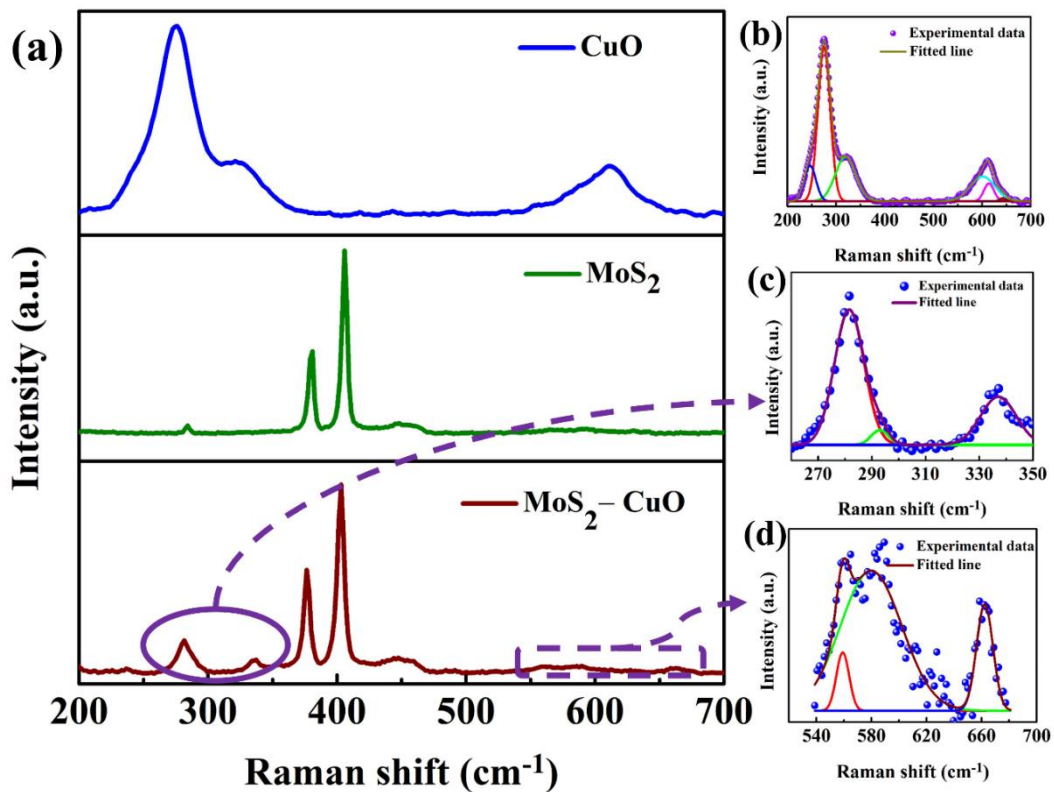 (a)
CuO
MoS2
MoS2– CuO
Intensity (a.u.)
200 300 400 500 600 700
Raman shift (cm-1)
(b)
Experimental data
Fitted line
Intensity (a.u.)
200 300 400 500 600 700
Raman shift (cm-1)
(c)
Experimental data
Fitted line
Intensity (a.u.)
270 290 310 330 350
Raman shift (cm-1)
(d)
Experimental data
Fitted line
Intensity (a.u.)
540 580 620 660 700
Raman shift (cm-1)